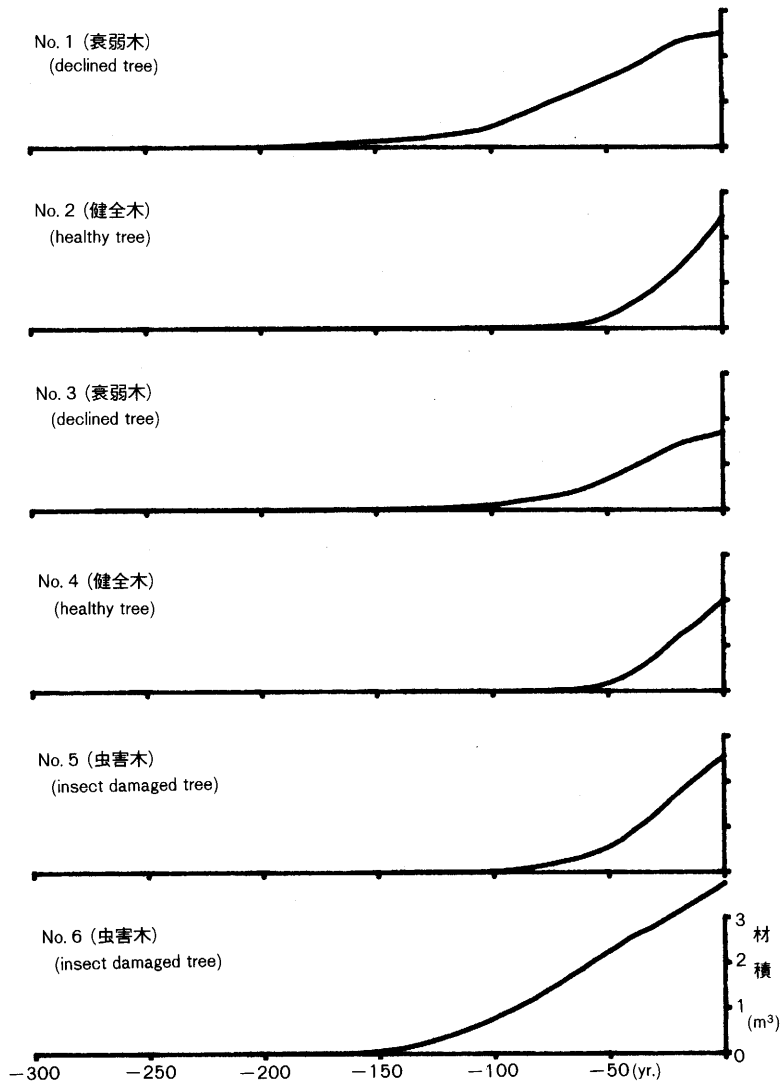 No. 1 (衰弱木)
(declined tree)
No. 2 (健全木)
(healthy tree)
No. 3 (衰弱木)
(declined tree)
No. 4 (健全木)
(healthy tree)
No. 5 (虫害木)
(insect damaged tree)
No. 6 (虫害木)
(insect damaged tree)
3
材
2
積
1
(m³)
0
−300 −250 −200 −150 −100 −50 (yr.)